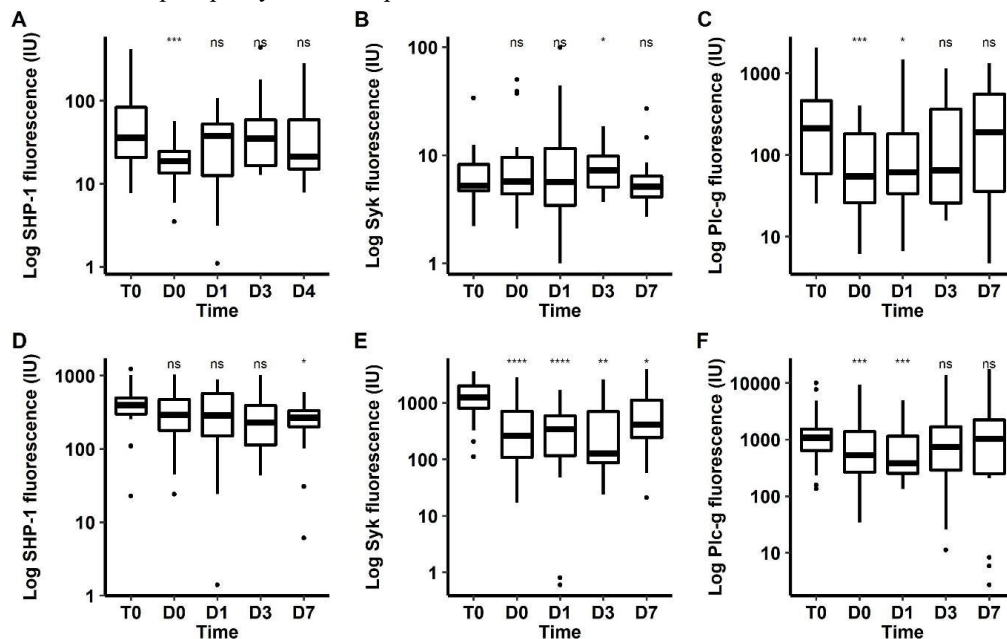 A
B
C
*** ns ns ns
ns ns * ns
*** * ns ns
Log SHP-1 fluorescence (IU)
100
10
1
T0 D0 D1 D3 D4
Time
Log Syk fluorescence (IU)
100
10
1
T0 D0 D1 D3 D7
Time
Log Plc-g fluorescence (IU)
1000
100
10
T0 D0 D1 D3 D7
Time
D
E
F
ns ns ns *
**** **** ** *
*** *** ns ns
Log SHP-1 fluorescence (IU)
1000
100
10
1
T0 D0 D1 D3 D7
Time
Log Syk fluorescence (IU)
1000
100
10
1
T0 D0 D1 D3 D7
Time
Log Plc-g fluorescence (IU)
10000
1000
100
10
T0 D0 D1 D3 D7
Time